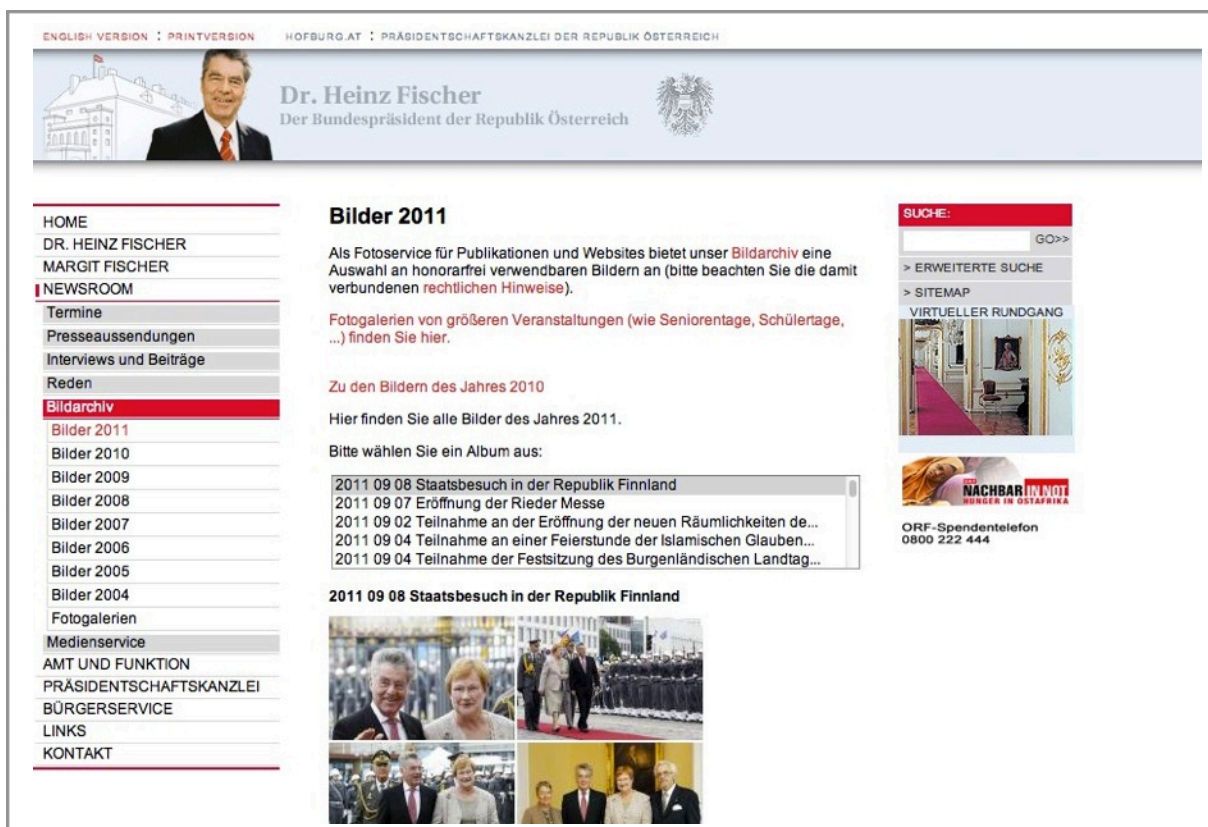 ENGLISH VERSION : PRINTVERSION HOFBURG.AT : PRÄSIDENTSCHAFTSKANZLEI DER REPUBLIK ÖSTERREICH
Dr. Heinz Fischer
Der Bundespräsident der Republik Österreich
HOME
DR. HEINZ FISCHER
MARGIT FISCHER
NEWSROOM
Termine
Presseaussendungen
Interviews und Beiträge
Reden
Bildarchiv
Bilder 2011
Bilder 2010
Bilder 2009
Bilder 2008
Bilder 2007
Bilder 2006
Bilder 2005
Bilder 2004
Fotogalerien
Medienservice
AMT UND FUNKTION
PRÄSIDENTSCHAFTSKANZLEI
BÜRGERSERVICE
LINKS
KONTAKT
Bilder 2011
Als Fotoservice für Publikationen und Websites bietet unser Bildarchiv eine
Auswahl an honorarfrei verwendbaren Bildern an (bitte beachten Sie die damit
verbundenen rechtlichen Hinweise).
Fotogalerien von größeren Veranstaltungen (wie Seniorentage, Schülertage,
...) finden Sie hier.
Zu den Bildern des Jahres 2010
Hier finden Sie alle Bilder des Jahres 2011.
Bitte wählen Sie ein Album aus:
2011 09 08 Staatsbesuch in der Republik Finnland
2011 09 07 Eröffnung der Rieder Messe
2011 09 02 Teilnahme an der Eröffnung der neuen Räumlichkeiten de...
2011 09 04 Teilnahme an einer Feierstunde der Islamischen Glauben...
2011 09 04 Teilnahme der Festsitzung des Burgenländischen Landtag...
2011 09 08 Staatsbesuch in der Republik Finnland
SUCHE:
GO>>
> ERWEITERTE SUCHE
> SITEMAP
VIRTUELLER RUNDGANG
NACHBAR IN NOT
HUNGER IN OSTAFRIKA
ORF-Spendentelefon
0800 222 444